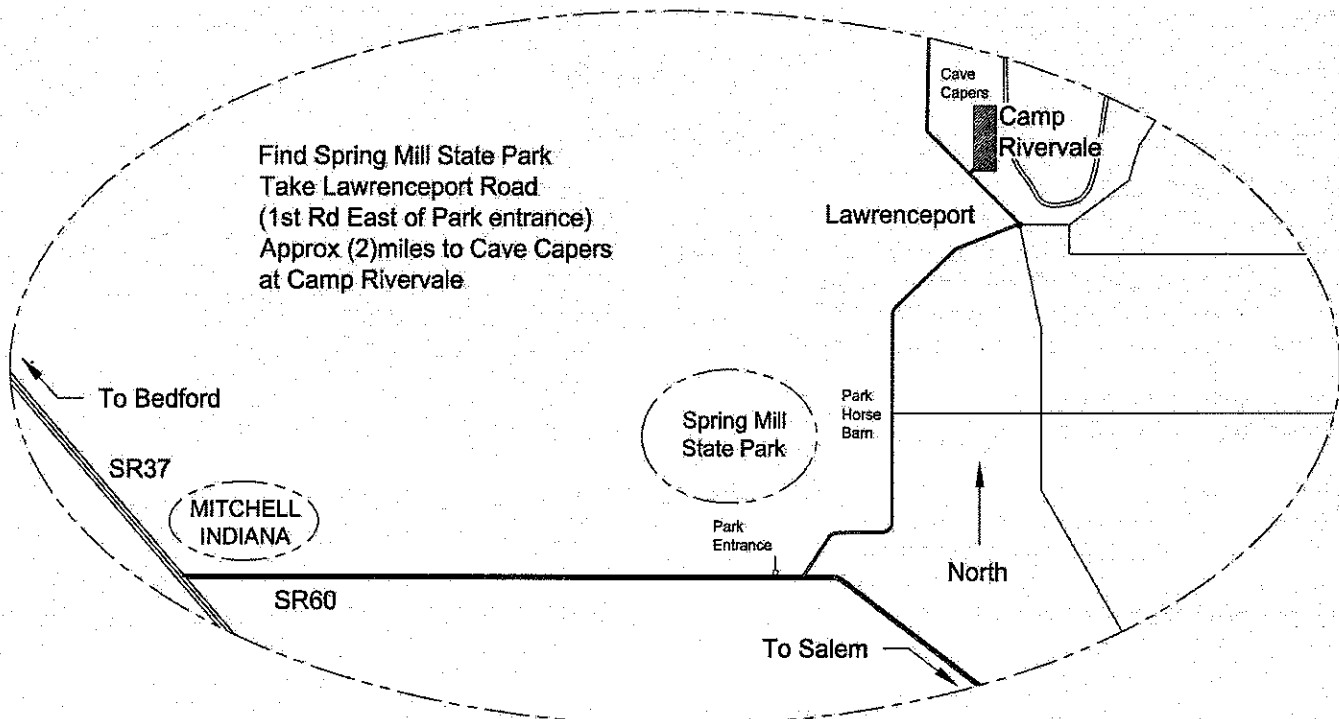 Cave
Capers
Camp
Rivervale
Find Spring Mill State Park
Take Lawrenceport Road
(1st Rd East of Park entrance)
Approx (2)miles to Cave Capers
at Camp Rivervale
Lawrenceport
To Bedford
Park
Horse
Barn
Spring Mill
State Park
SR37
MITCHELL
INDIANA
Park
Entrance
North
SR60
To Salem